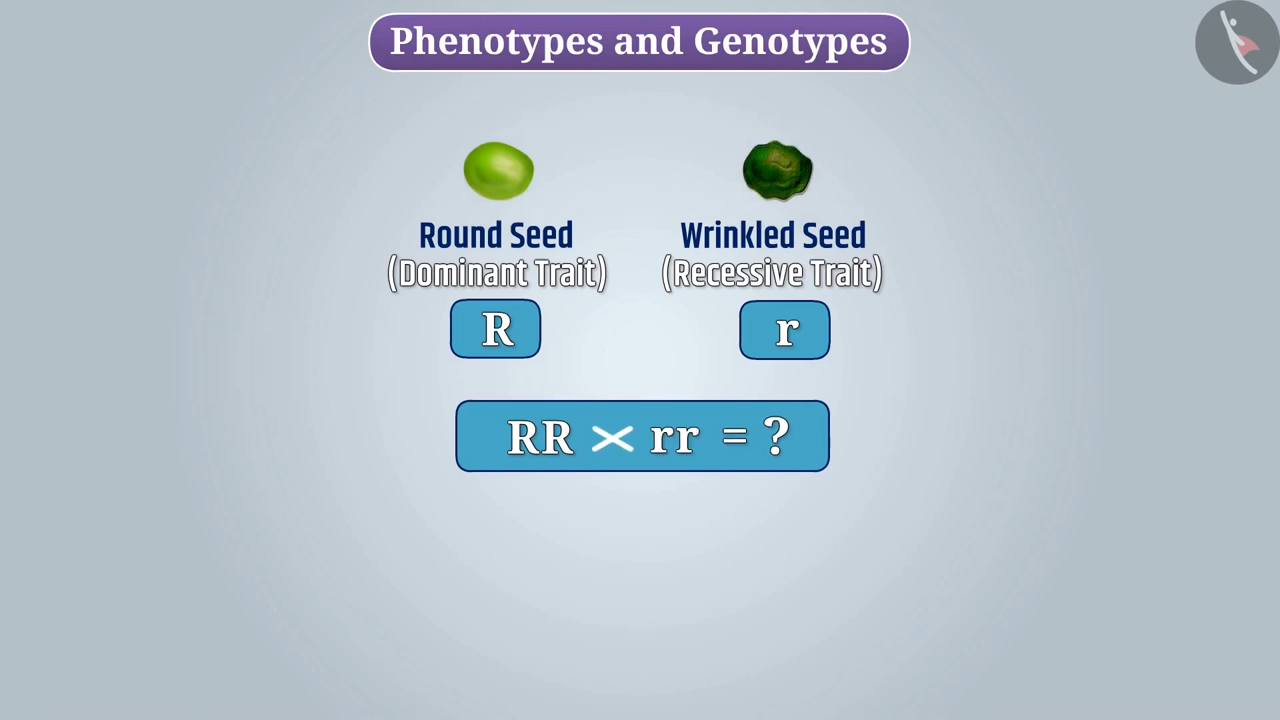 Phenotypes and Genotypes
Round Seed
Wrinkled Seed
(Dominant Trait)
(Recessive Trait)
R
r
RR × rr = ?